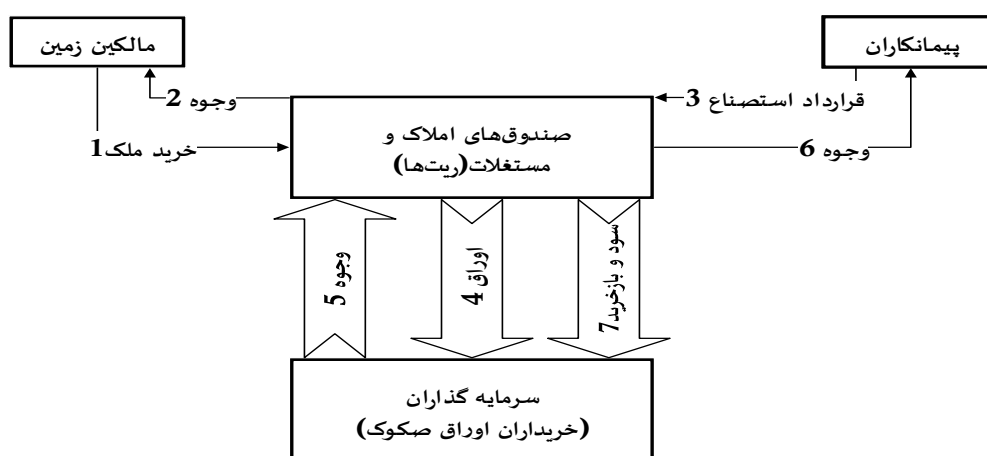 پیمانکاران
مالکین زمین
قرارداد استصناع 3
وجوه 2
صندوق‌های املاک و
مستغلات(ریت‌ها)
خرید ملک1
وجوه 6
وجوه 5
اوراق 4
سود و بازخرید7
سرمایه گذاران
(خریداران اوراق صکوک)